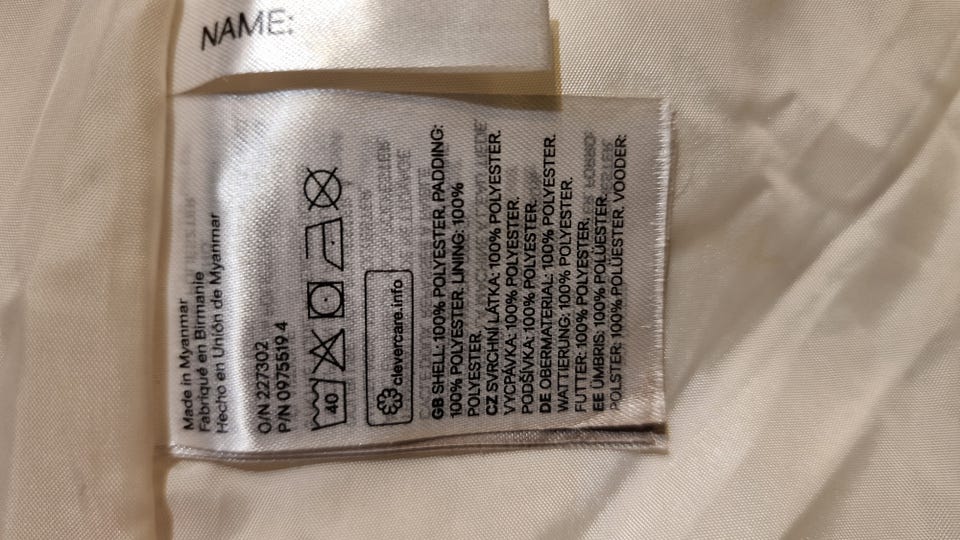 NAME:
Made in Myanmar
Fabriqué en Birmanie
Hecho en Unión de Myanmar
O/N 227302
P/N 0975519 4
40
clevercare.info
GB SHELL: 100% POLYESTER. PADDING:
100% POLYESTER. LINING: 100%
POLYESTER.
CZ SVRCHNÍ LÁTKA: 100% POLYESTER.
VYCPÁVKA: 100% POLYESTER.
PODŠÍVKA: 100% POLYESTER.
DE OBERMATERIAL: 100% POLYESTER.
WATTIERUNG: 100% POLYESTER.
FUTTER: 100% POLYESTER.
EE ÜMBRIS: 100% POLÜESTER.
POLSTER: 100% POLÜESTER. VOODER: